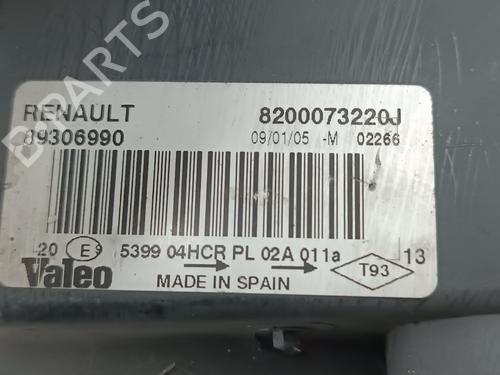 BPARTS
RENAULT 8200073220J
89306990 09/01/05 -M 02266
20 E9 5399 04HCR PL 02A 011a 13
Valeo MADE IN SPAIN T93